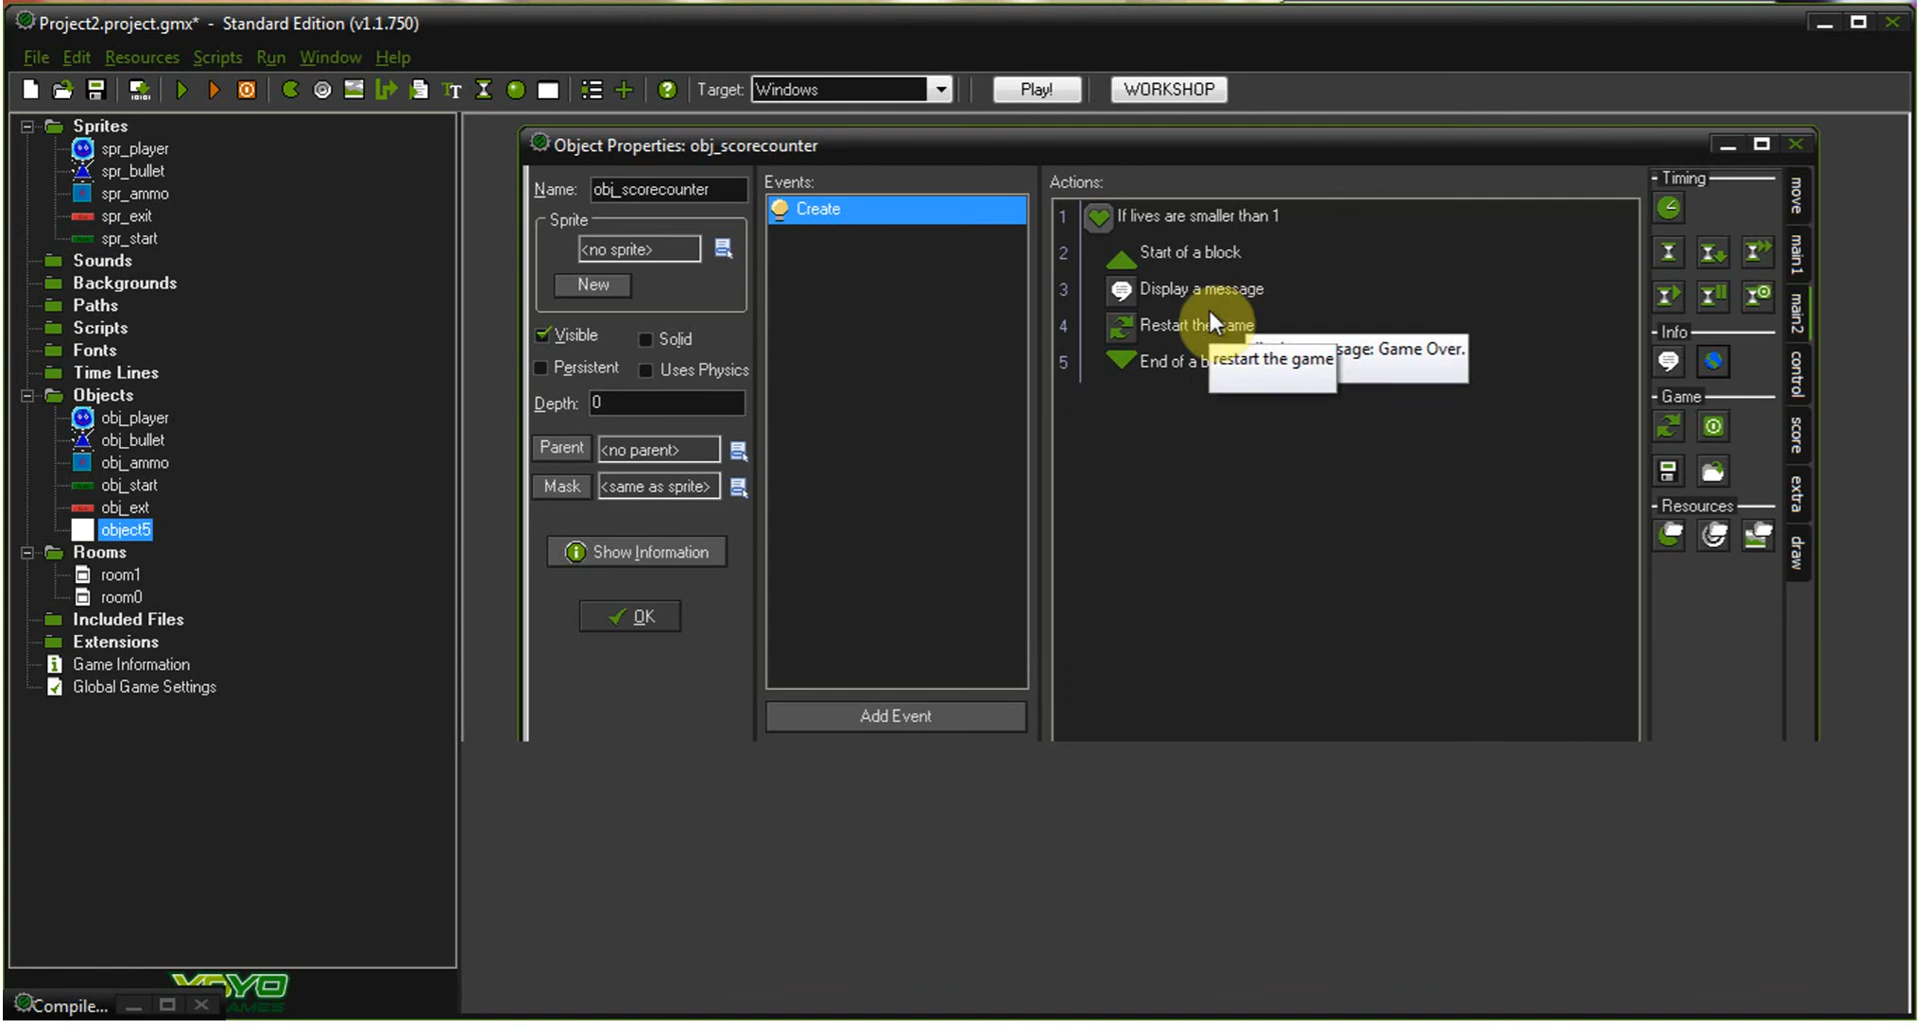 Project2.project.gmx* - Standard Edition (v1.1.750)
File Edit Resources Scripts Run Window Help
Target: Windows Play! WORKSHOP
Sprites
spr_player
spr_bullet
spr_ammo
spr_exit
spr_start
Sounds
Backgrounds
Paths
Scripts
Fonts
Time Lines
Objects
obj_player
obj_bullet
obj_ammo
obj_start
obj_ext
object5
Rooms
room1
room0
Included Files
Extensions
Game Information
Global Game Settings
Compile...
Object Properties: obj_scorecounter
Name: obj_scorecounter
Sprite
<no sprite>
New
Visible Solid
Persistent Uses Physics
Depth: 0
Parent <no parent>
Mask <same as sprite>
Show Information
OK
Events:
Create
Add Event
Actions:
1 If lives are smaller than 1
2 Start of a block
3 Display a message
4 Restart the game
5 End of a b
sage: Game Over.
restart the game
Timing
Info
Game
Resources
move
main1
main2
control
score
extra
draw